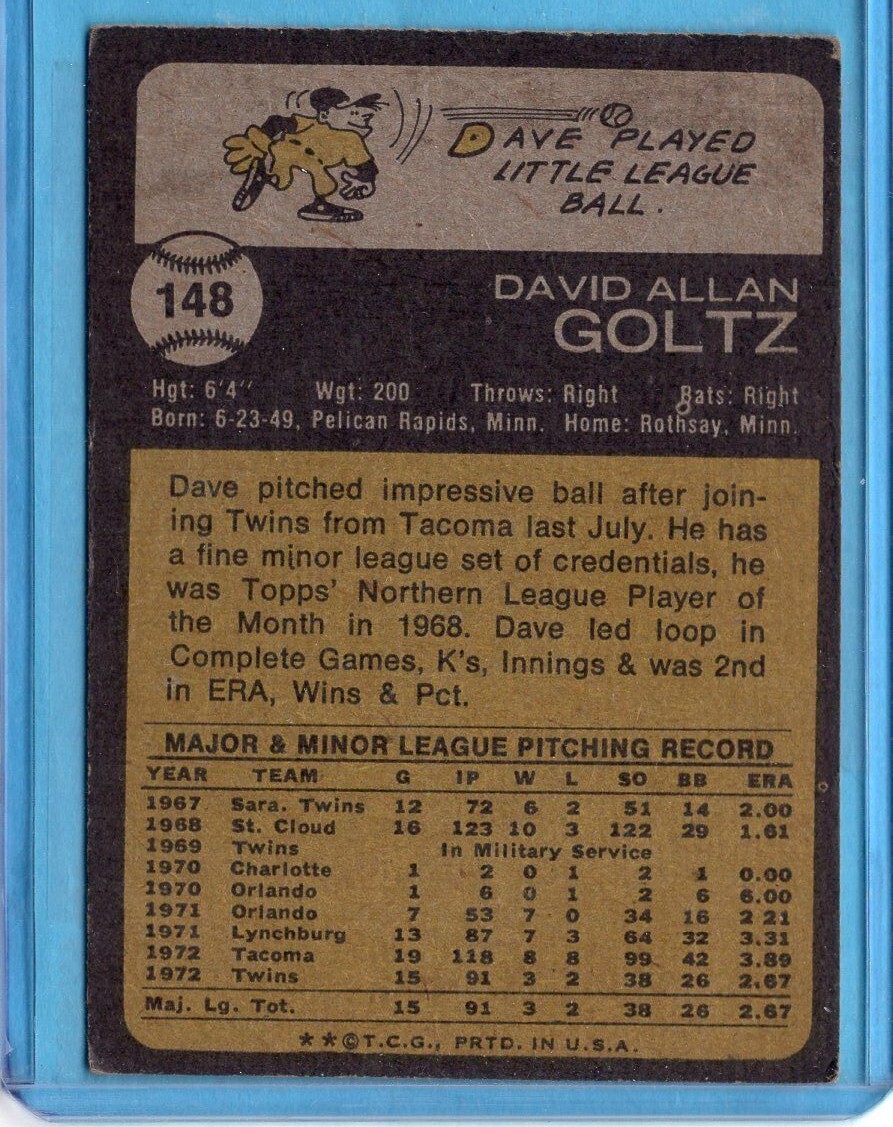 DAVE PLAYED
LITTLE LEAGUE
BALL.
148
DAVID ALLAN
GOLTZ
Hgt: 6'4" Wgt: 200 Throws: Right Bats: Right
Born: 6-23-49, Pelican Rapids, Minn. Home: Rothsay, Minn.
Dave pitched impressive ball after join-
ing Twins from Tacoma last July. He has
a fine minor league set of credentials, he
was Topps' Northern League Player of
the Month in 1968. Dave led loop in
Complete Games, K's, Innings & was 2nd
in ERA, Wins & Pct.
MAJOR & MINOR LEAGUE PITCHING RECORD
YEAR TEAM G IP W L SO BB ERA
1967 Sara. Twins 12 72 6 2 51 14 2.00
1968 St. Cloud 16 123 10 3 122 29 1.61
1969 Twins In Military Service
1970 Charlotte 1 2 0 1 2 1 0.00
1970 Orlando 1 6 0 1 2 6 6.00
1971 Orlando 7 53 7 0 34 16 2 21
1971 Lynchburg 13 87 7 3 64 32 3.31
1972 Tacoma 19 118 8 8 99 42 3.89
1972 Twins 15 91 3 2 38 26 2.67
Maj. Lg. Tot. 15 91 3 2 38 26 2.67
**©T.C.G., PRTD. IN U.S.A.